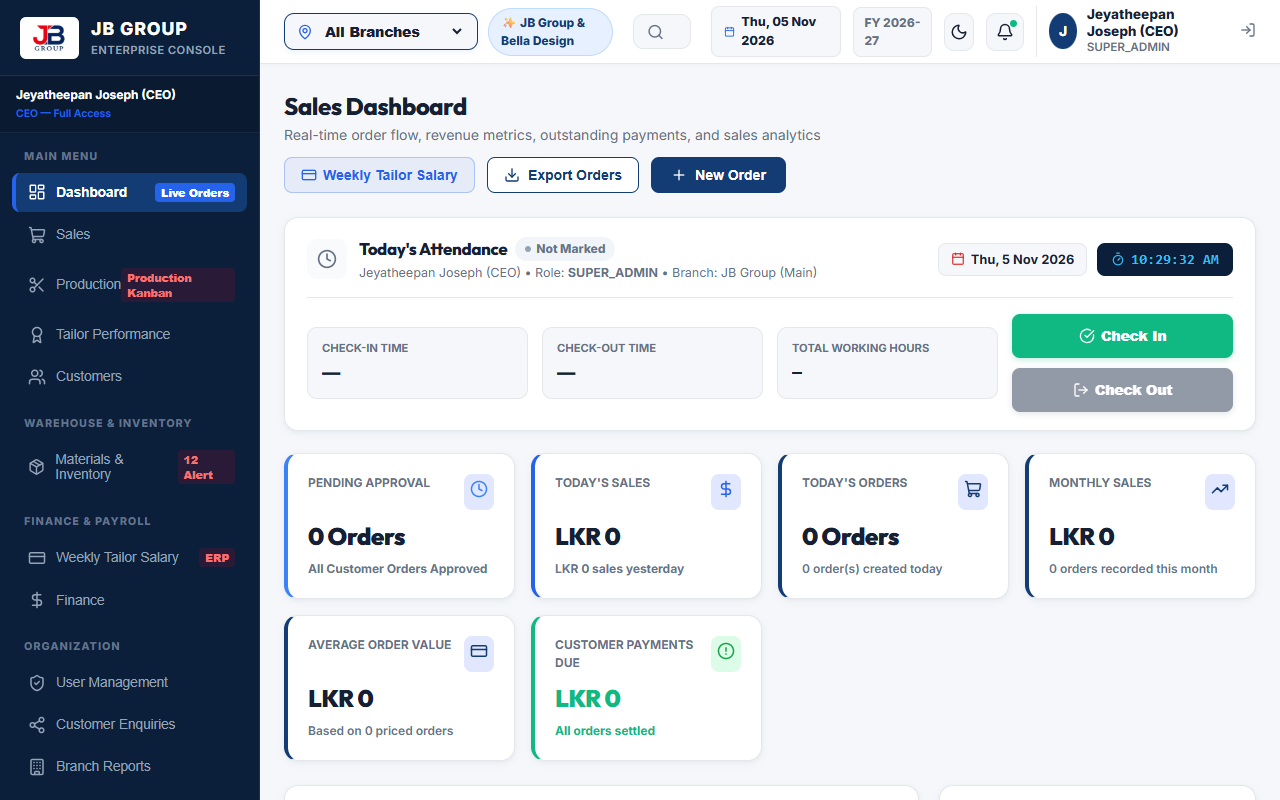 JB GROUP
JB GROUP
ENTERPRISE CONSOLE
Jeyatheepan Joseph (CEO)
CEO — Full Access
MAIN MENU
Dashboard
Live Orders
Sales
Production
Production Kanban
Tailor Performance
Customers
WAREHOUSE & INVENTORY
Materials & Inventory
12 Alert
FINANCE & PAYROLL
Weekly Tailor Salary
ERP
Finance
ORGANIZATION
User Management
Customer Enquiries
Branch Reports
All Branches
✨ JB Group &
Bella Design
Thu, 05 Nov
2026
FY 2026-
27
J
Jeyatheepan
Joseph (CEO)
SUPER_ADMIN
Sales Dashboard
Real-time order flow, revenue metrics, outstanding payments, and sales analytics
Weekly Tailor Salary
Export Orders
New Order
Today's Attendance
Not Marked
Jeyatheepan Joseph (CEO) • Role: SUPER_ADMIN • Branch: JB Group (Main)
Thu, 5 Nov 2026
10:29:32 AM
CHECK-IN TIME
—
CHECK-OUT TIME
—
TOTAL WORKING HOURS
—
Check In
Check Out
PENDING APPROVAL
0 Orders
All Customer Orders Approved
TODAY'S SALES
LKR 0
LKR 0 sales yesterday
TODAY'S ORDERS
0 Orders
0 order(s) created today
MONTHLY SALES
LKR 0
0 orders recorded this month
AVERAGE ORDER VALUE
LKR 0
Based on 0 priced orders
CUSTOMER PAYMENTS
DUE
LKR 0
All orders settled